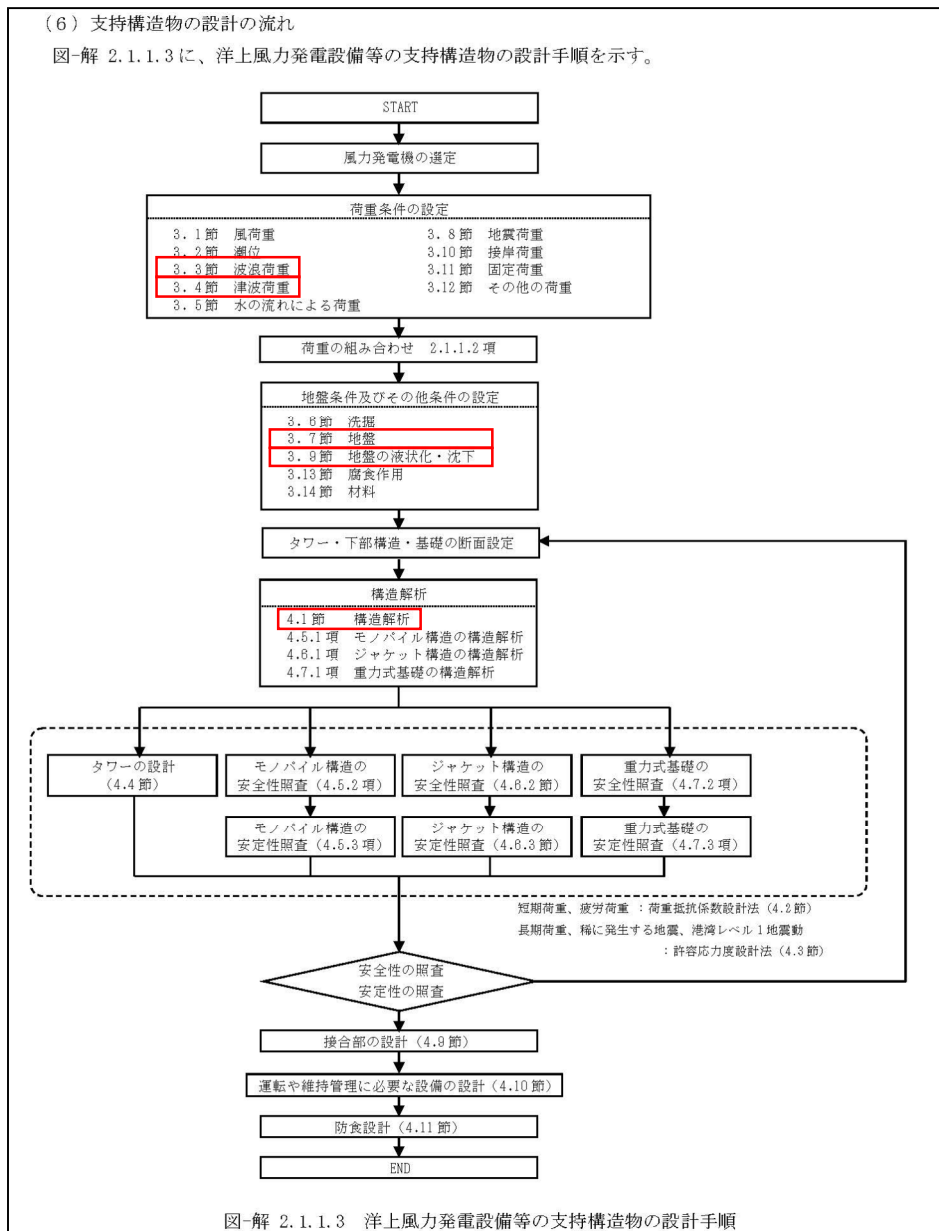 (6) 支持構造物の設計の流れ
図-解 2.1.1.3に、洋上風力発電設備等の支持構造物の設計手順を示す。
START
風力発電機の選定
荷重条件の設定
3.1節 風荷重
3.2節 潮位
3.3節 波浪荷重
3.4節 津波荷重
3.5節 水の流れによる荷重
3.8節 地震荷重
3.10節 接岸荷重
3.11節 固定荷重
3.12節 その他の荷重
荷重の組み合わせ 2.1.1.2項
地盤条件及びその他条件の設定
3.6節 洗掘
3.7節 地盤
3.9節 地盤の液状化・沈下
3.13節 腐食作用
3.14節 材料
タワー・下部構造・基礎の断面設定
構造解析
4.1節 構造解析
4.5.1項 モノパイル構造の構造解析
4.6.1項 ジャケット構造の構造解析
4.7.1項 重力式基礎の構造解析
タワーの設計
(4.4節)
モノパイル構造の
安全性照査(4.5.2項)
ジャケット構造の
安全性照査(4.6.2節)
重力式基礎の
安全性照査(4.7.2項)
モノパイル構造の
安定性照査(4.5.3項)
ジャケット構造の
安定性照査(4.6.3節)
重力式基礎の
安定性照査(4.7.3項)
短期荷重、疲労荷重 :荷重抵抗係数設計法(4.2節)
長期荷重、稀に発生する地震、港湾レベル1地震動
:許容応力度設計法(4.3節)
安全性の照査
安定性の照査
接合部の設計(4.9節)
運転や維持管理に必要な設備の設計(4.10節)
防食設計(4.11節)
END
図-解 2.1.1.3 洋上風力発電設備等の支持構造物の設計手順